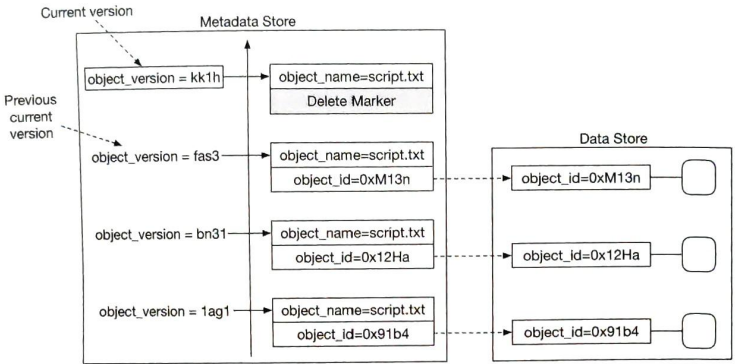 Current version
Metadata Store
object_version = kk1h
object_name=script.txt
Delete Marker
Previous
current
version
object_version = fas3
object_name=script.txt
object_id=0xM13n
object_version = bn31
object_name=script.txt
object_id=0x12Ha
object_version = 1ag1
object_name=script.txt
object_id=0x91b4
Data Store
object_id=0xM13n
object_id=0x12Ha
object_id=0x91b4